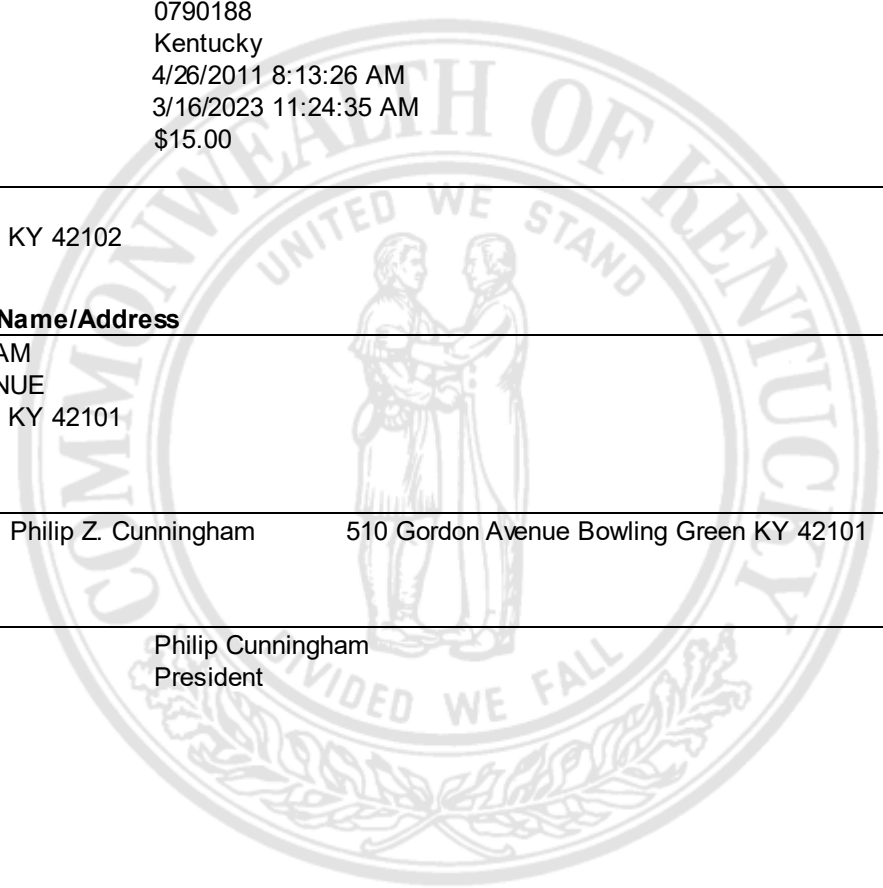 0790188
Kentucky
4/26/2011 8:13:26 AM
3/16/2023 11:24:35 AM
$15.00
KY 42102
Name/Address
AM
NUE
KY 42101
Philip Z. Cunningham 510 Gordon Avenue Bowling Green KY 42101
Philip Cunningham
President
COMMONWEALTH OF KENTUCKY
UNITED WE STAND
DIVIDED WE FALL